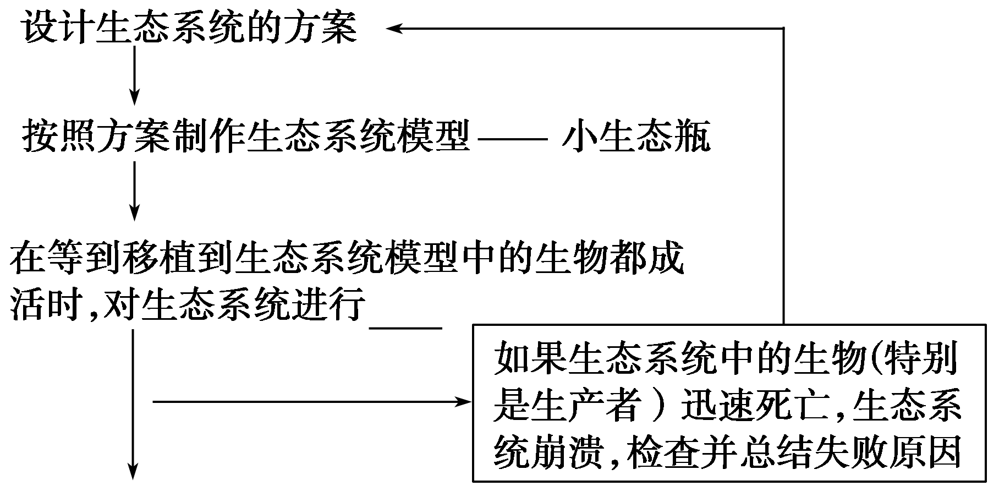 设计生态系统的方案
按照方案制作生态系统模型—— 小生态瓶
在等到移植到生态系统模型中的生物都成
活时,对生态系统进行____
如果生态系统中的生物(特别
是生产者)迅速死亡,生态系
统崩溃,检查并总结失败原因